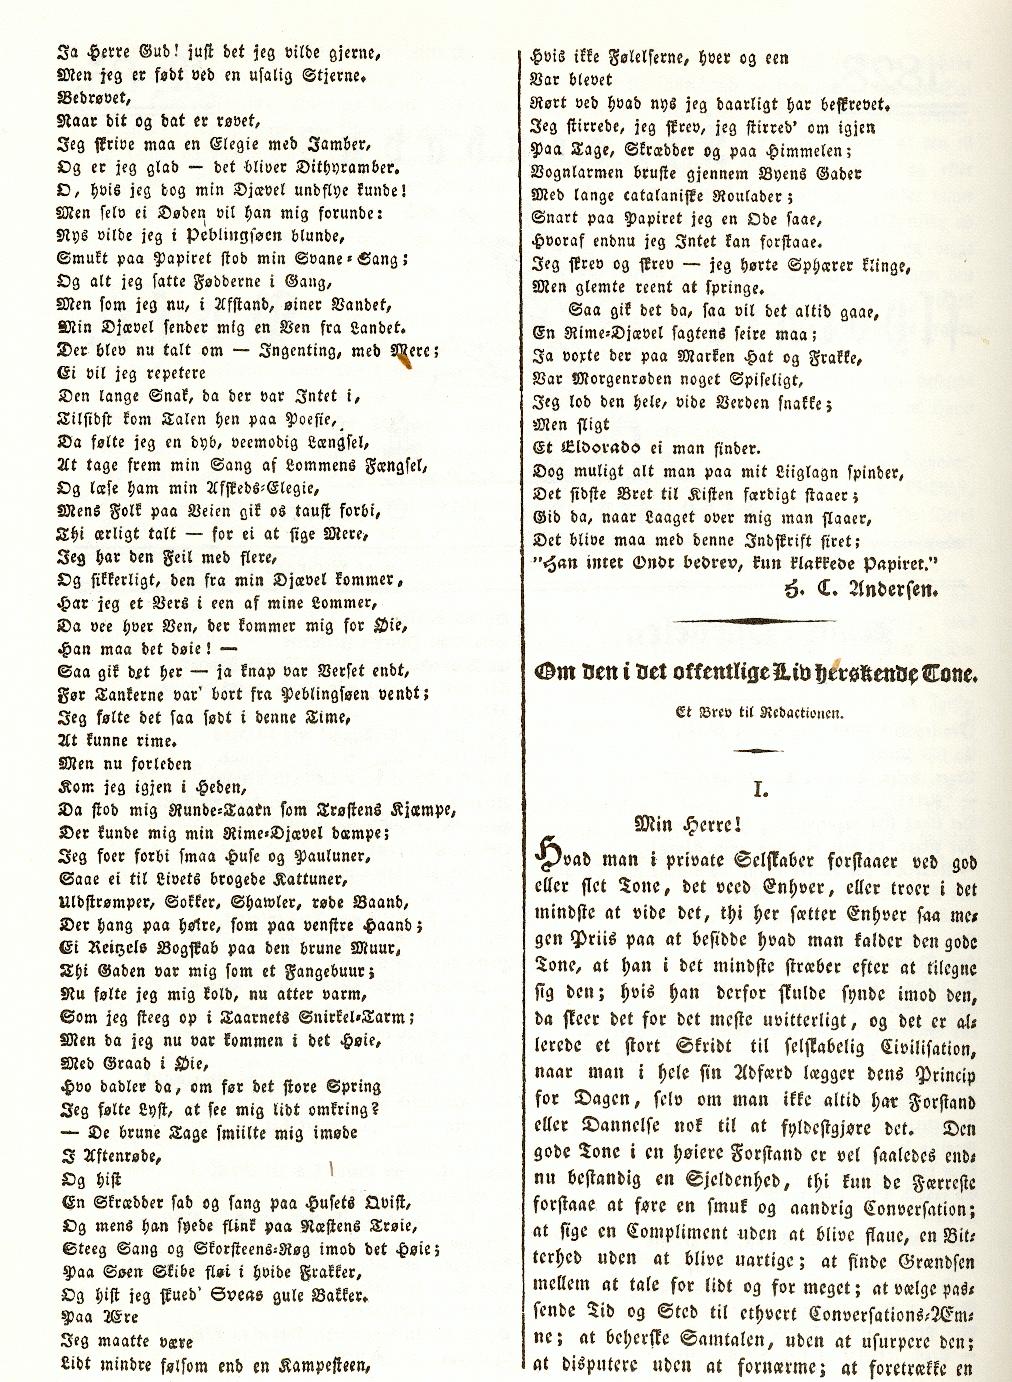 Ja Herre Gud! just det jeg vilde gjerne,
Men jeg er født ved en usalig Stjerne.
Bedrøvet,
Naar dit og dat er røvet,
Jeg skrive maa en Elegie med Jamber,
Og er jeg glad — det bliver Dithyramber.
O, hvis jeg dog min Djævel undflye kunde!
Men selv ei Døden vil han mig forunde:
Nys vilde jeg i Peblingsøen blunde,
Smukt paa Papiret stod min Svane-Sang;
Og alt jeg satte Fødderne i Gang,
Men som jeg nu, i Afstand, øiner Vandet,
Min Djævel sender mig en Ven fra Landet.
Der blev nu talt om — Ingenting, med Mere;
Ei vil jeg repetere
Den lange Snak, da der var Intet i,
Tilsidst kom Talen hen paa Poesie,
Da følte jeg en dyb, veemodig Længsel,
At tage frem min Sang af Lommens Fængsel,
Og læse ham min Afskeds-Elegie,
Mens Folk paa Veien gik os taust forbi,
Thi ærligt talt — for ei at sige Mere,
Jeg har den Feil med flere,
Og sikkerligt, den fra min Djævel kommer,
Har jeg et Vers i een af mine Lommer,
Da vee hver Ven, der kommer mig for Øie,
Han maa det døie! —
Saa gik det her — ja knap var Verset endt,
Før Tankerne var' bort fra Peblingsøen vendt;
Jeg følte det saa sødt i denne Time,
At kunne rime.
Men nu forleden
Kom jeg igjen i Heden,
Da stod mig Runde-Taarn som Trøstens Kjæmpe,
Der kunde mig min Rime-Djævel dæmpe;
Jeg foer forbi smaa Huse og Pauluner,
Saae ei til Livets brogede Kattuner,
Uldstrømper, Sokker, Shawler, røde Baand,
Der hang paa høire, som paa venstre Haand;
Ei Reitzels Bogskab paa den brune Muur,
Thi Gaden var mig som et Fangebuur;
Nu følte jeg mig kold, nu atter varm,
Som jeg steeg op i Taarnets Snirkel-Tarm;
Men da jeg nu var kommen i det Høie,
Med Graad i Øie,
Hvo dadler da, om før det store Spring
Jeg følte Lyst, at see mig lidt omkring?
— De brune Tage smiilte mig imøde
I Aftenrøde,
Og hist
En Skrædder sad og sang paa Husets Qvist,
Og mens han syede flink paa Næstens Trøie,
Steeg Sang og Skorsteens-Røg imod det Høie;
Paa Søen Skibe fløi i hvide Frakker,
Og hist jeg skued' Sveas gule Bakker.
Paa Ære
Jeg maatte være
Lidt mindre følsom end en Kampesteen,
Hvis ikke Følelserne, hver og een
Var blevet
Rørt ved hvad nys jeg daarligt har beskrevet.
Jeg stirrede, jeg skrev, jeg stirred' om igjen
Paa Tage, Skrædder og paa Himmelen;
Vognlarmen bruste gjennem Byens Gader
Med lange catalaniske Roulader;
Snart paa Papiret jeg en Ode saae,
Hvoraf endnu jeg Intet kan forstaae.
Jeg skrev og skrev — jeg hørte Sphærer klinge,
Men glemte reent at springe.
Saa gik det da, saa vil det altid gaae,
En Rime-Djævel sagtens seire maa;
Ja voxte der paa Marken Hat og Frakke,
Var Morgenrøden noget Spiseligt,
Jeg lod den hele, vide Verden snakke;
Men sligt
Et Eldorado ei man finder.
Dog muligt alt man paa mit Liiglagn spinder,
Det sidste Bret til Kisten færdigt staaer;
Gid da, naar Laaget over mig man slaaer,
Det blive maa med denne Indskrift siret;
"Han intet Ondt bedrev, kun klakkede Papiret."
H. C. Andersen.
Om den i det offentlige Liv herskende Tone.
Et Brev til Redactionen.
I.
Min Herre!
Hvad man i private Selskaber forstaaer ved god
eller slet Tone, det veed Enhver, eller troer i det
mindste at vide det, thi her sætter Enhver saa me-
gen Priis paa at besidde hvad man kalder den gode
Tone, at han i det mindste stræber efter at tilegne
sig den; hvis han derfor skulde synde imod den,
da skeer det for det meste uvitterligt, og det er al-
lerede et stort Skridt til selskabelig Civilisation,
naar man i hele sin Adfærd lægger dens Princip
for Dagen, selv om man ikke altid har Forstand
eller Dannelse nok til at fyldestgjøre det. Den
gode Tone i en høiere Forstand er vel saaledes end-
nu bestandig en Sjeldenhed, thi kun de Færreste
forstaae at føre en smuk og aandrig Conversation;
at sige en Compliment uden at blive flaue, en Bit-
terhed uden at blive uartige; at finde Grændsen
mellem at tale for lidt og for meget; at vælge pas-
sende Tid og Sted til ethvert Conversations-Æm-
ne; at beherske Samtalen, uden at usurpere den;
at disputere uden at fornærme; at foretrække en